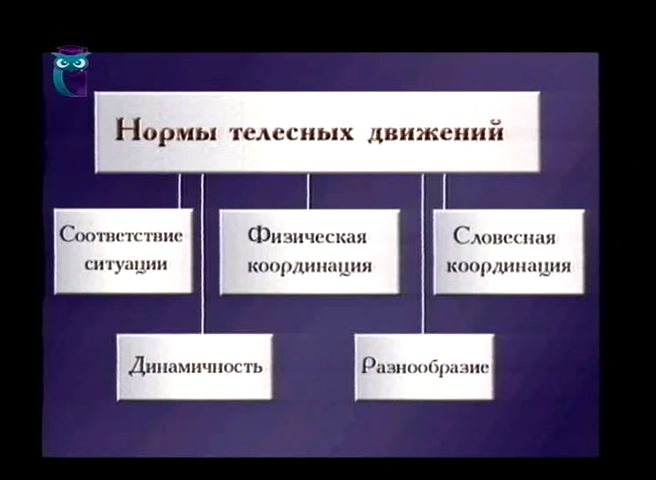 Нормы телесных движений
Соответствие
ситуации
Физическая
координация
Словесная
координация
Динамичность
Разнообразие